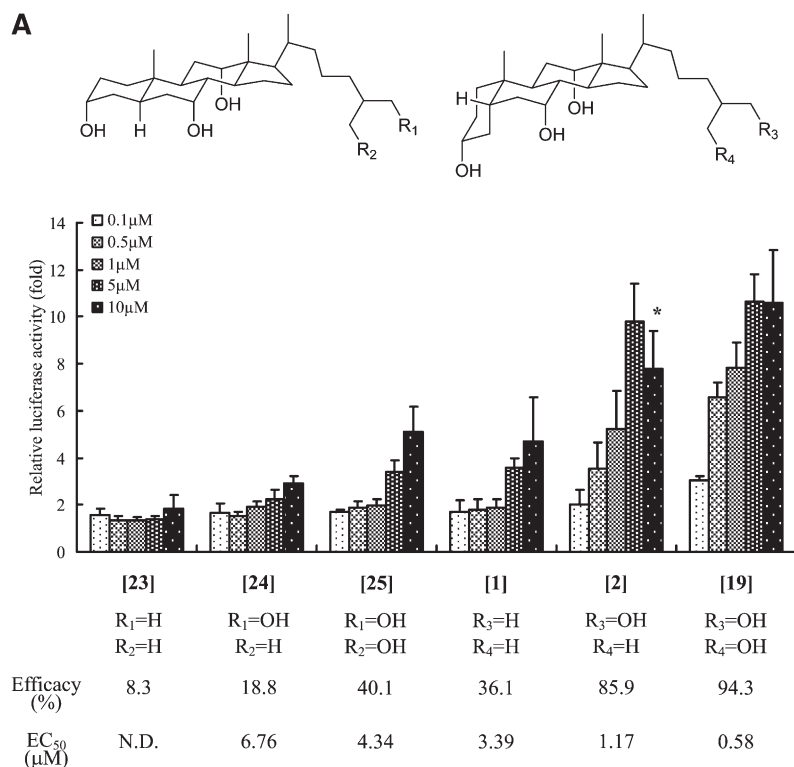 A
OH H OH OH R₂ R₁
H OH OH OH R₄ R₃
Relative luciferase activity (fold)
14
12
10
8
6
4
2
0
0.1µM
0.5µM
1µM
5µM
10µM
*
[23] [24] [25] [1] [2] [19]
R₁=H R₁=OH R₁=OH R₃=H R₃=OH R₃=OH
R₂=H R₂=H R₂=OH R₄=H R₄=H R₄=OH
Efficacy (%) 8.3 18.8 40.1 36.1 85.9 94.3
EC₅₀ (µM) N.D. 6.76 4.34 3.39 1.17 0.58